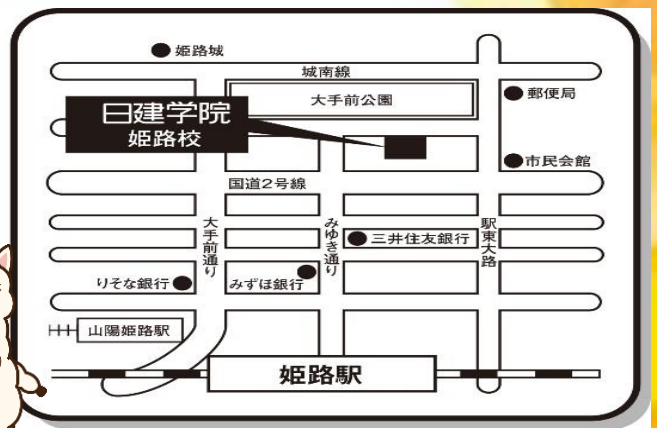 姫路城
城南線
大手前公園
郵便局
日建学院
姫路校
市民会館
国道2号線
大手前通り
みゆき通り
駅東大路
三井住友銀行
りそな銀行
みずほ銀行
山陽姫路駅
姫路駅